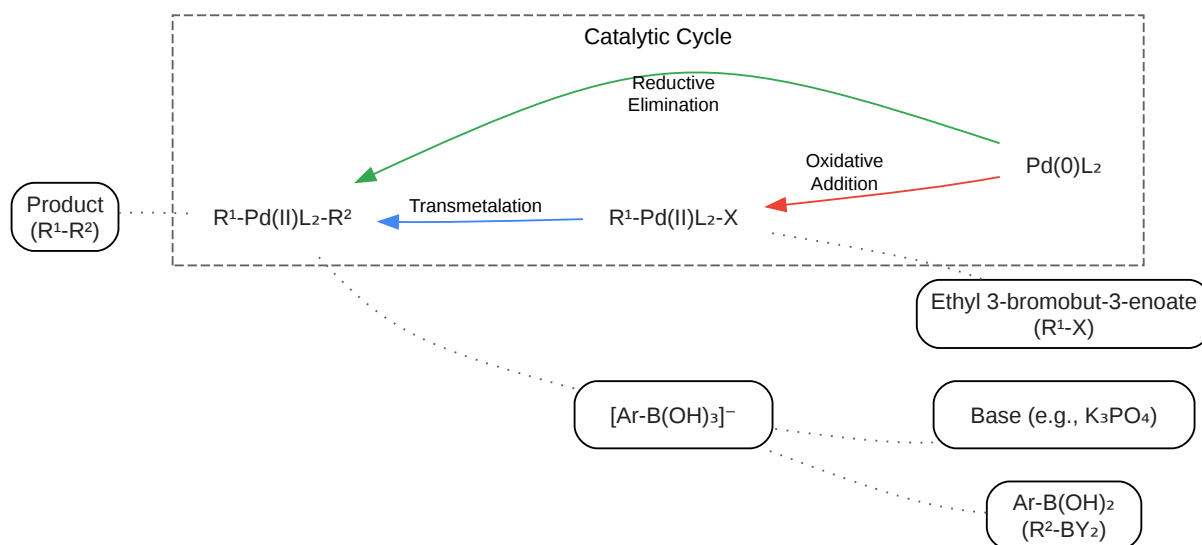 Catalytic Cycle
Reductive
Elimination
Oxidative
Addition
Pd(0)L₂
Product
(R¹-R²)
R¹-Pd(II)L₂-R²
Transmetalation
R¹-Pd(II)L₂-X
Ethyl 3-bromobut-3-enoate
(R¹-X)
[Ar-B(OH)₃]⁻
Base (e.g., K₃PO₄)
Ar-B(OH)₂
(R²-BY₂)